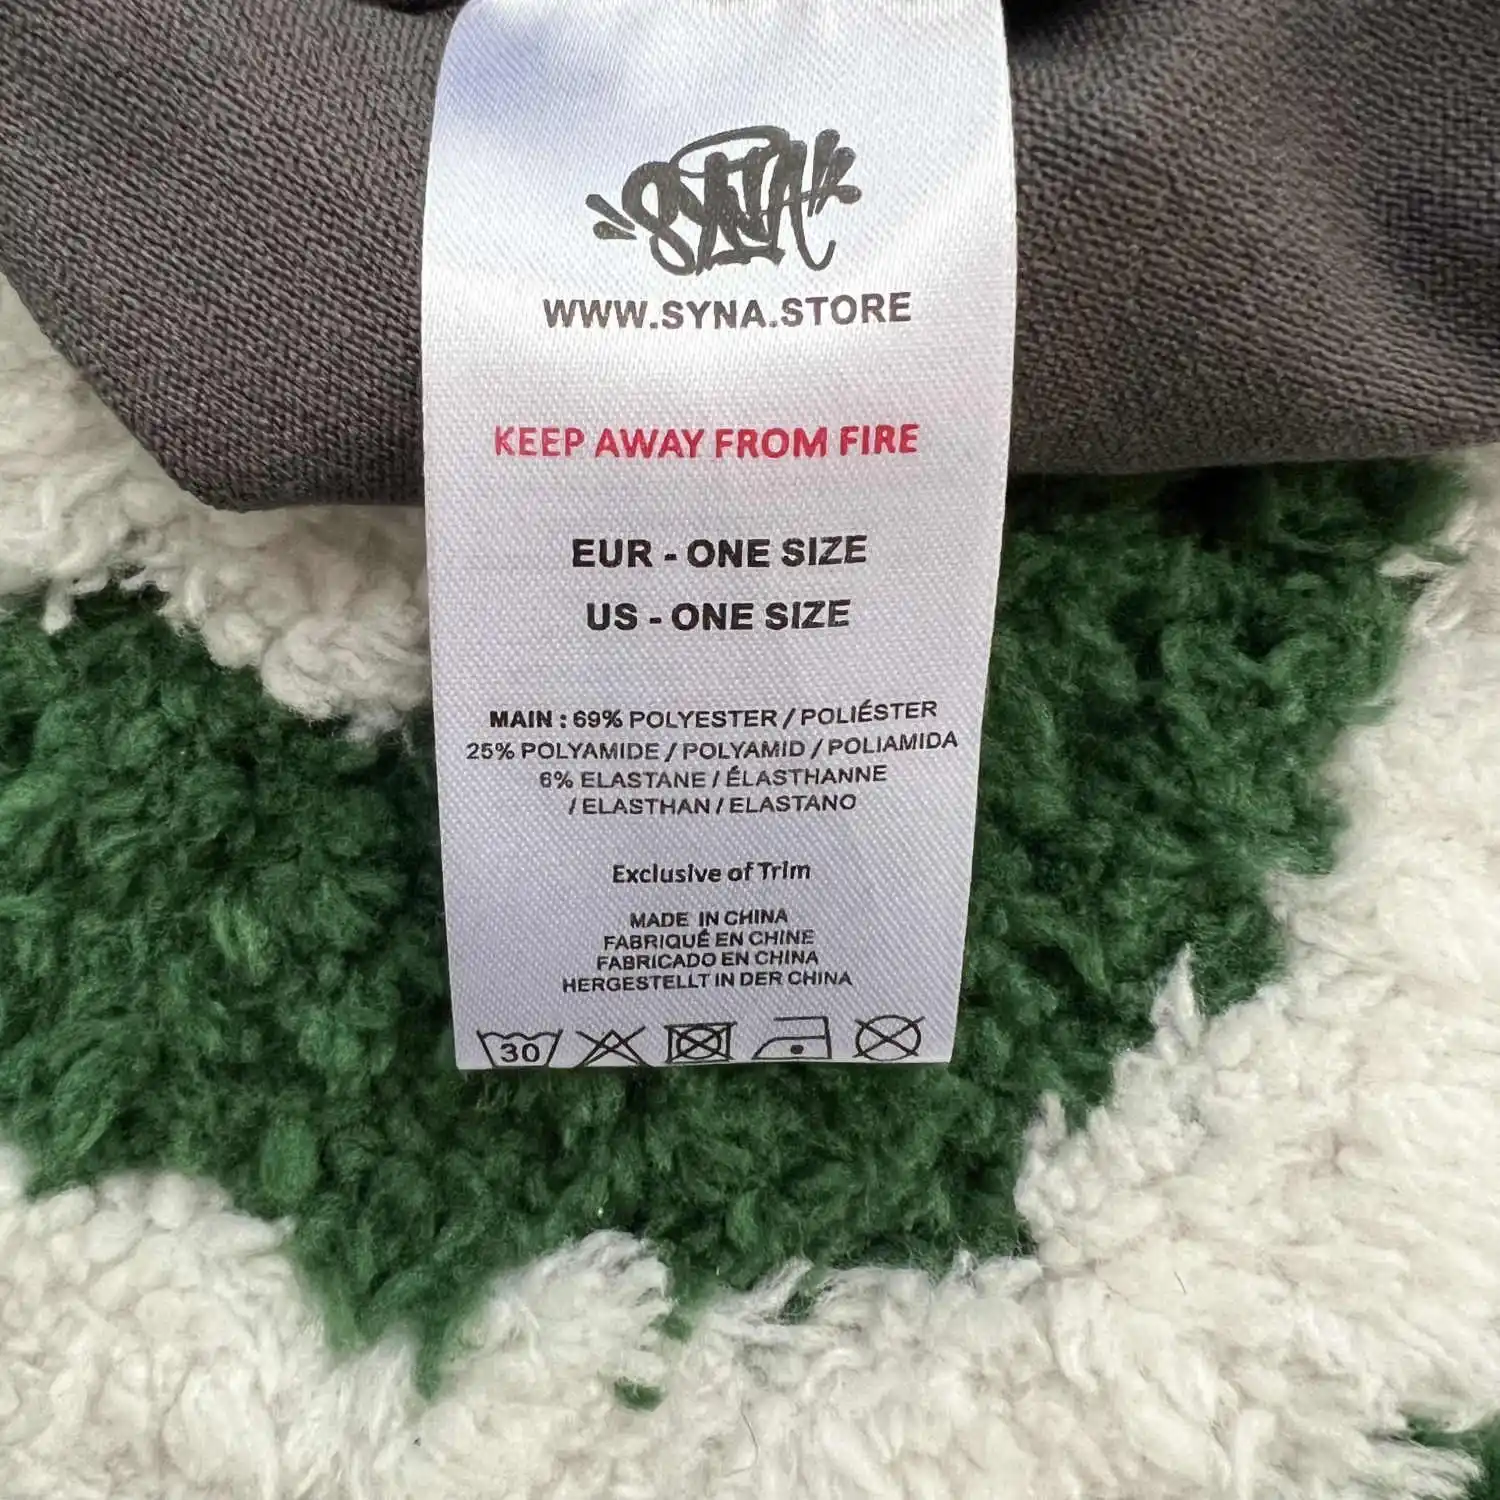 SYNA
WWW.SYNA.STORE
KEEP AWAY FROM FIRE
EUR - ONE SIZE
US - ONE SIZE
MAIN : 69% POLYESTER / POLIÉSTER
25% POLYAMIDE / POLYAMID / POLIAMIDA
6% ELASTANE / ÉLASTHANNE
/ ELASTHAN / ELASTANO
Exclusive of Trim
MADE IN CHINA
FABRIQUÉ EN CHINE
FABRICADO EN CHINA
HERGESTELLT IN DER CHINA
30